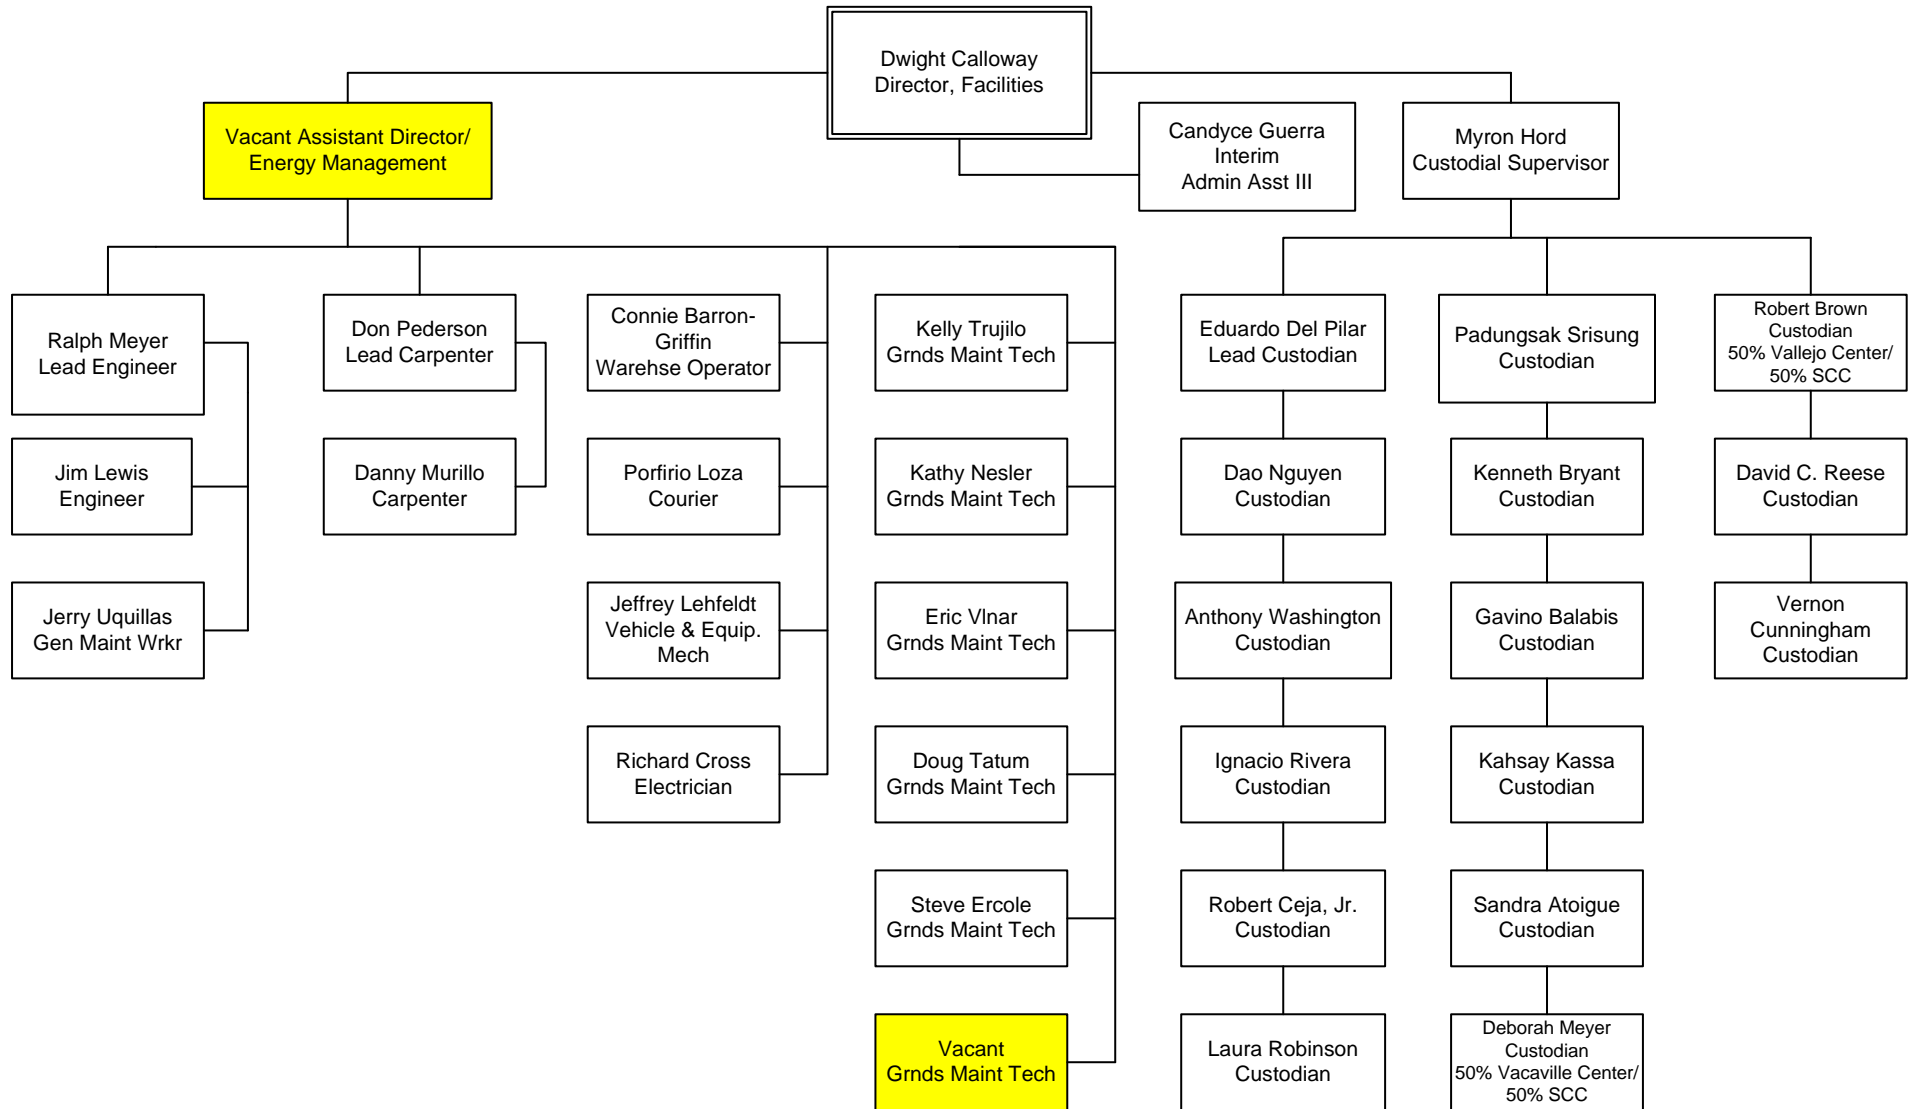 Dwight Calloway
Director, Facilities
Vacant Assistant Director/
Energy Management
Candyce Guerra
Interim
Admin Asst III
Myron Hord
Custodial Supervisor
Ralph Meyer
Lead Engineer
Jim Lewis
Engineer
Jerry Uquillas
Gen Maint Wrkr
Don Pederson
Lead Carpenter
Danny Murillo
Carpenter
Connie Barron-
Griffin
Warehse Operator
Porfirio Loza
Courier
Jeffrey Lehfeldt
Vehicle & Equip.
Mech
Richard Cross
Electrician
Kelly Trujilo
Grnds Maint Tech
Kathy Nesler
Grnds Maint Tech
Eric Vlnar
Grnds Maint Tech
Doug Tatum
Grnds Maint Tech
Steve Ercole
Grnds Maint Tech
Vacant
Grnds Maint Tech
Eduardo Del Pilar
Lead Custodian
Dao Nguyen
Custodian
Anthony Washington
Custodian
Ignacio Rivera
Custodian
Robert Ceja, Jr.
Custodian
Laura Robinson
Custodian
Padungsak Srisung
Custodian
Kenneth Bryant
Custodian
Gavino Balabis
Custodian
Kahsay Kassa
Custodian
Sandra Atoigue
Custodian
Deborah Meyer
Custodian
50% Vacaville Center/
50% SCC
Robert Brown
Custodian
50% Vallejo Center/
50% SCC
David C. Reese
Custodian
Vernon
Cunningham
Custodian